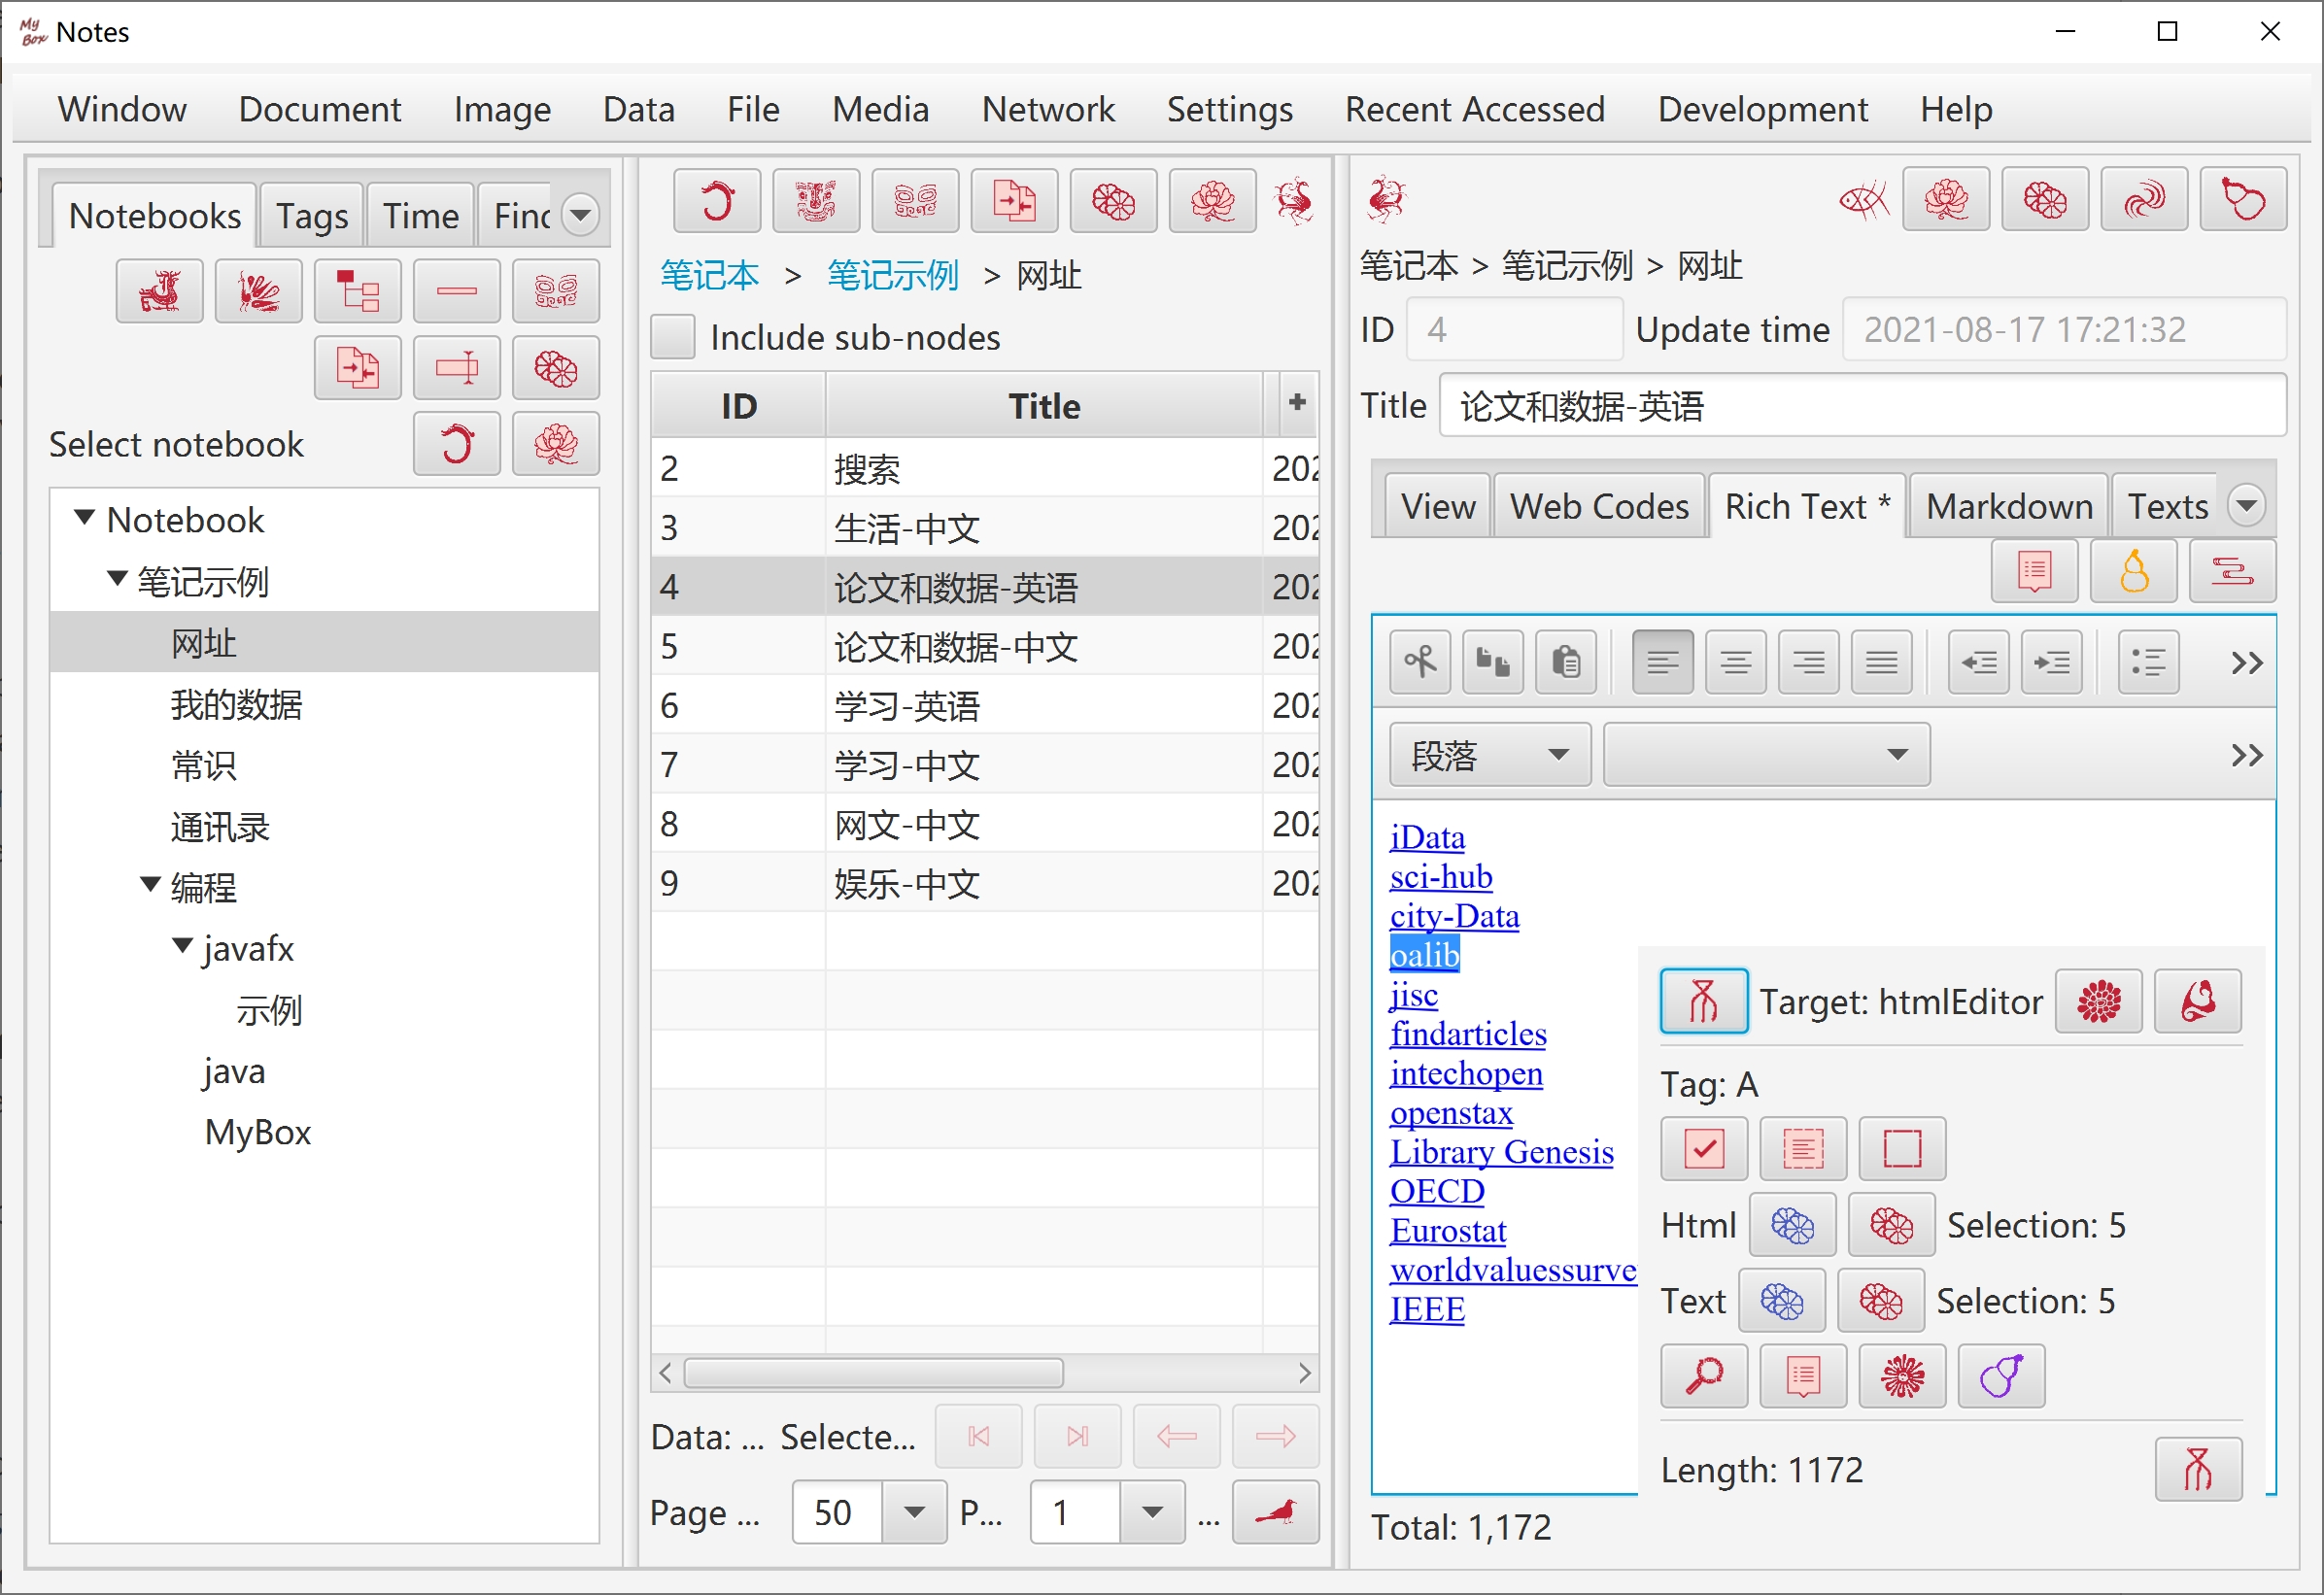 My Box Notes
Window Document Image Data File Media Network Settings Recent Accessed Development Help
Notebooks Tags Time Find
Select notebook
Notebook
笔记示例
网址
我的数据
常识
通讯录
编程
javafx
示例
java
MyBox
笔记本 > 笔记示例 > 网址
Include sub-nodes
ID Title +
2 搜索 202
3 生活-中文 202
4 论文和数据-英语 202
5 论文和数据-中文 202
6 学习-英语 202
7 学习-中文 202
8 网文-中文 202
9 娱乐-中文 202
Data: ... Selecte...
Page ... 50 P... 1 ...
笔记本 > 笔记示例 > 网址
ID 4 Update time 2021-08-17 17:21:32
Title 论文和数据-英语
View Web Codes Rich Text * Markdown Texts
段落
iData
sci-hub
city-Data
oalib
jisc
findarticles
intechopen
openstax
Library Genesis
OECD
Eurostat
worldvaluessurve
IEEE
Target: htmlEditor
Tag: A
Html Selection: 5
Text Selection: 5
Length: 1172
Total: 1,172